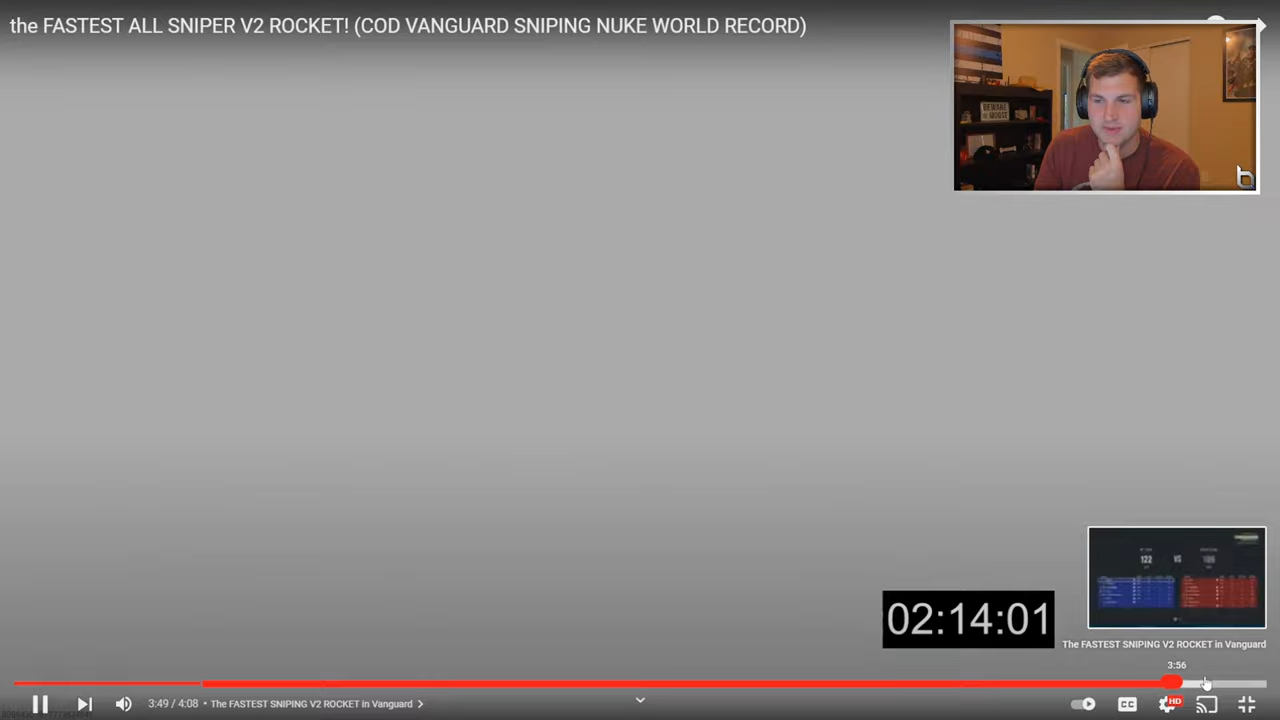 the FASTEST ALL SNIPER V2 ROCKET! (COD VANGUARD SNIPING NUKE WORLD RECORD)
BEWARE
OF MOOSE
122 VS
02:14:01
The FASTEST SNIPING V2 ROCKET in Vanguard
3:56
3:49 / 4:08 • The FASTEST SNIPING V2 ROCKET in Vanguard >
CC
HD